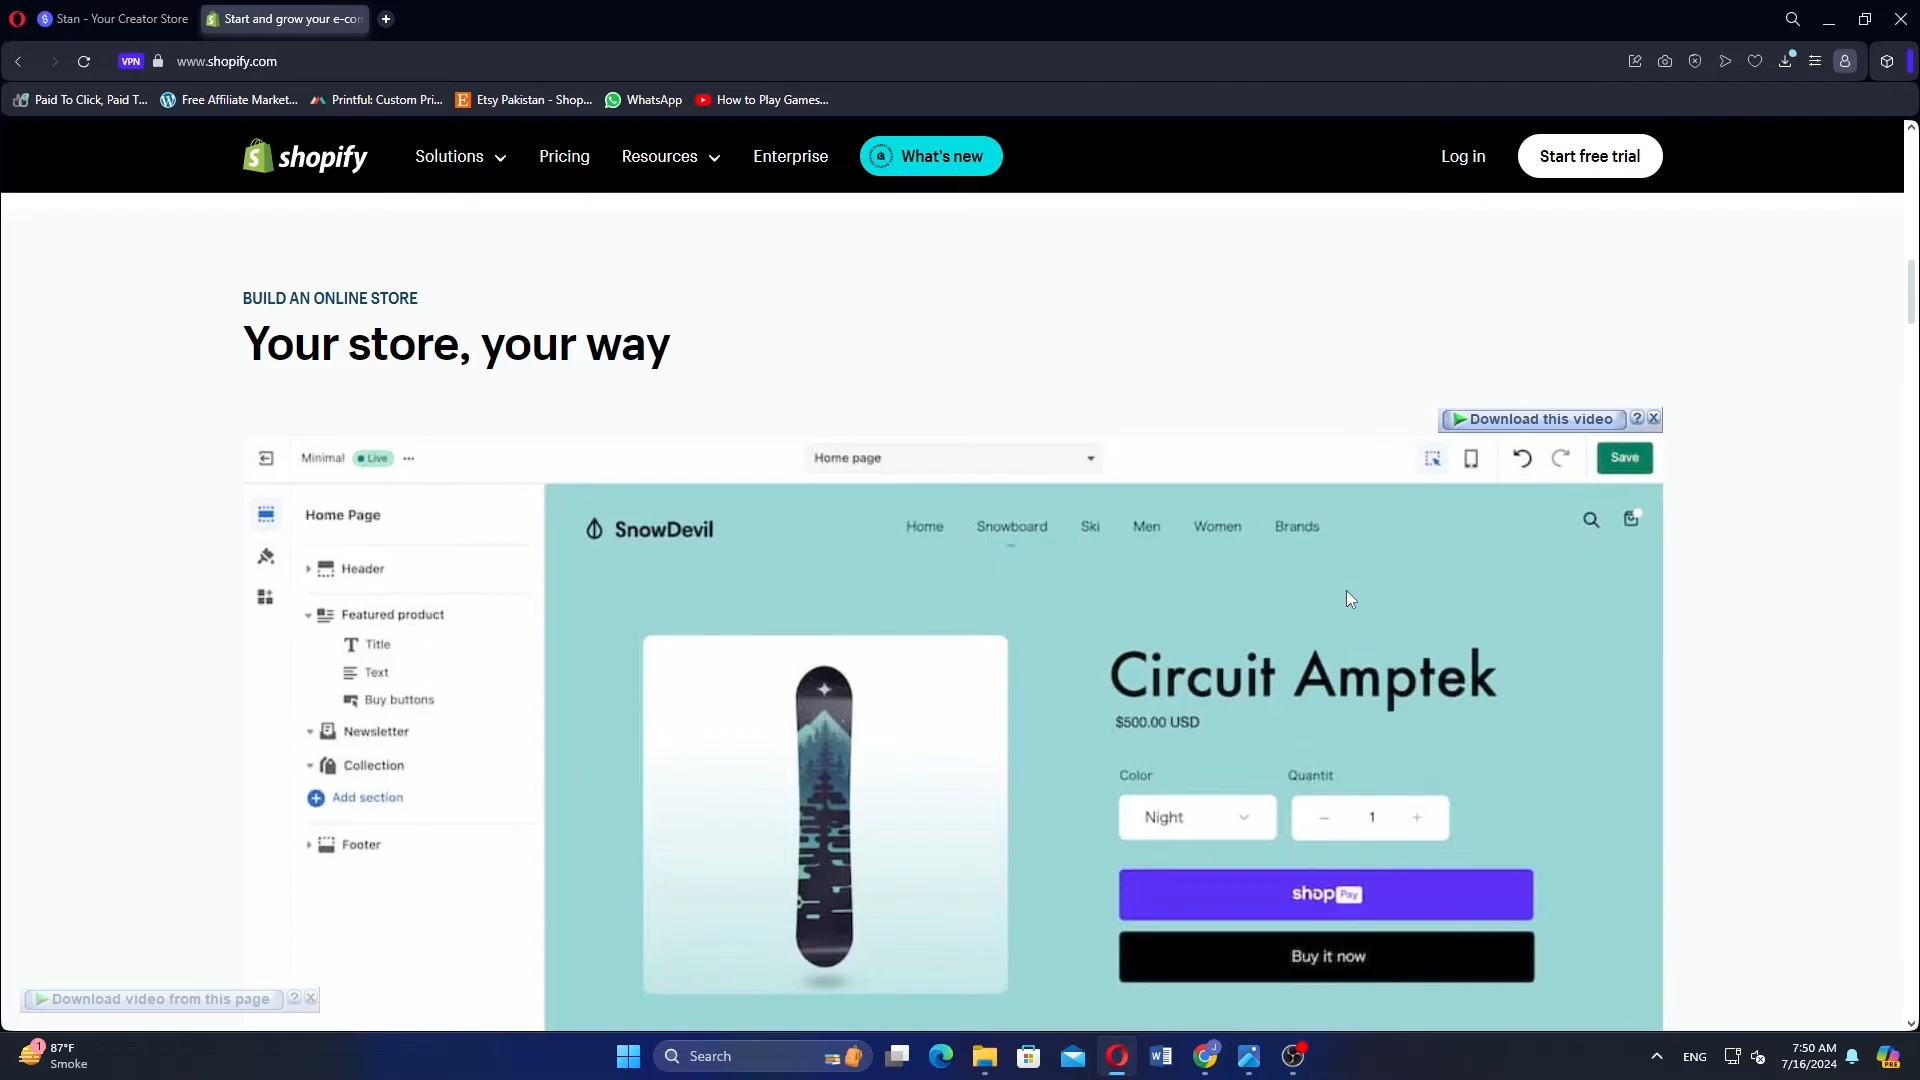 Stan - Your Creator Store
Start and grow your e-con
VPN
www.shopify.com
Paid To Click, Paid T...
Free Affiliate Market...
Printful: Custom Pri...
Etsy Pakistan - Shop...
WhatsApp
How to Play Games...
shopify
Solutions
Pricing
Resources
Enterprise
What's new
Log in
Start free trial
BUILD AN ONLINE STORE
Your store, your way
Download this video
Minimal
Live
Home page
Save
Home Page
SnowDevil
Home
Snowboard
Ski
Men
Women
Brands
Header
Featured product
Title
Text
Buy buttons
Newsletter
Collection
Add section
Footer
Circuit Amptek
$500.00 USD
Color
Quantit
Night
1
shop Pay
Buy it now
Download video from this page
1
87°F
Smoke
Search
ENG
7:50 AM
7/16/2024
PRE